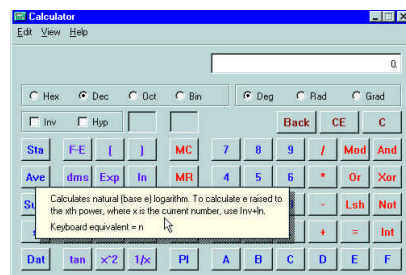 Calculator
Edit View Help
0.
Hex Dec Oct Bin Deg Rad Grad
Inv Hyp Back CE C
Sta F-E ( ) MC 7 8 9 / Mod And
Ave dms Exp ln MR 4 5 6 * Or Xor
Calculates natural (base e) logarithm. To calculate e raised to
the xth power, where x is the current number, use Inv+ln.
Keyboard equivalent = n
- Lsh Not
+ = Int
Dat tan x^2 1/x PI A B C D E F